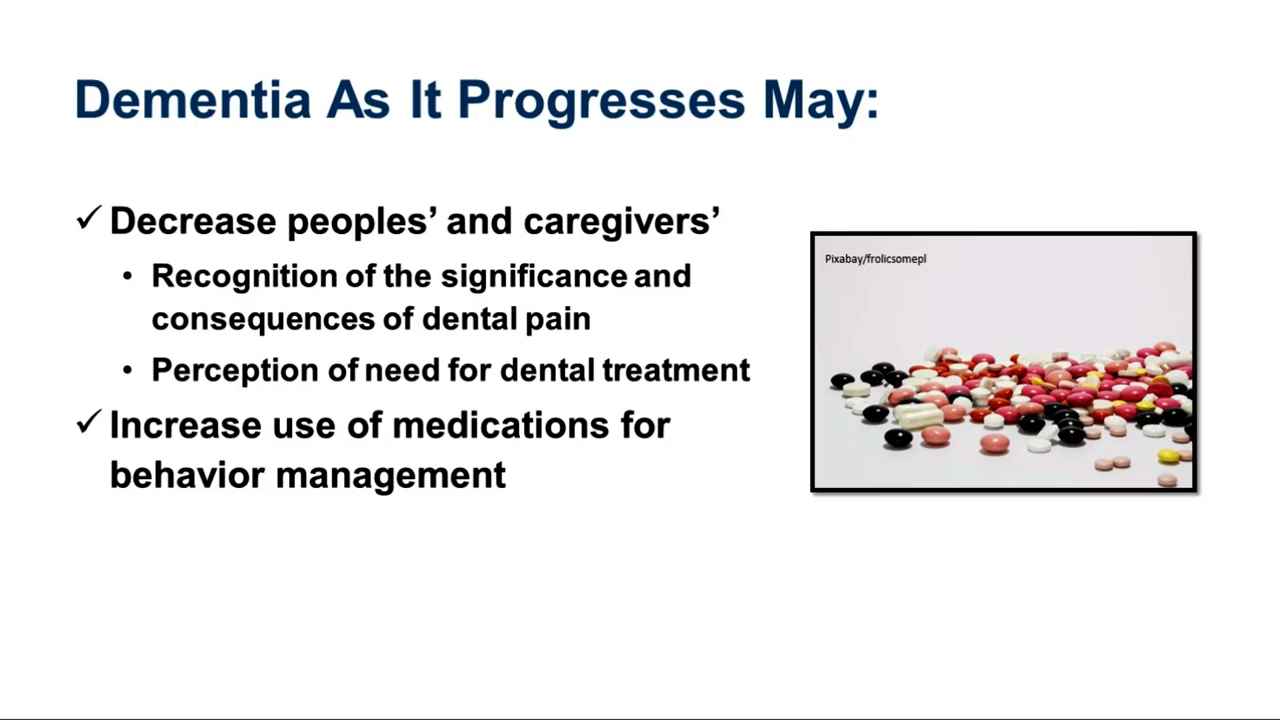 Dementia As It Progresses May:
✓ Decrease peoples’ and caregivers’
• Recognition of the significance and
consequences of dental pain
• Perception of need for dental treatment
✓ Increase use of medications for
behavior management
Pixabay/frolicsomepl